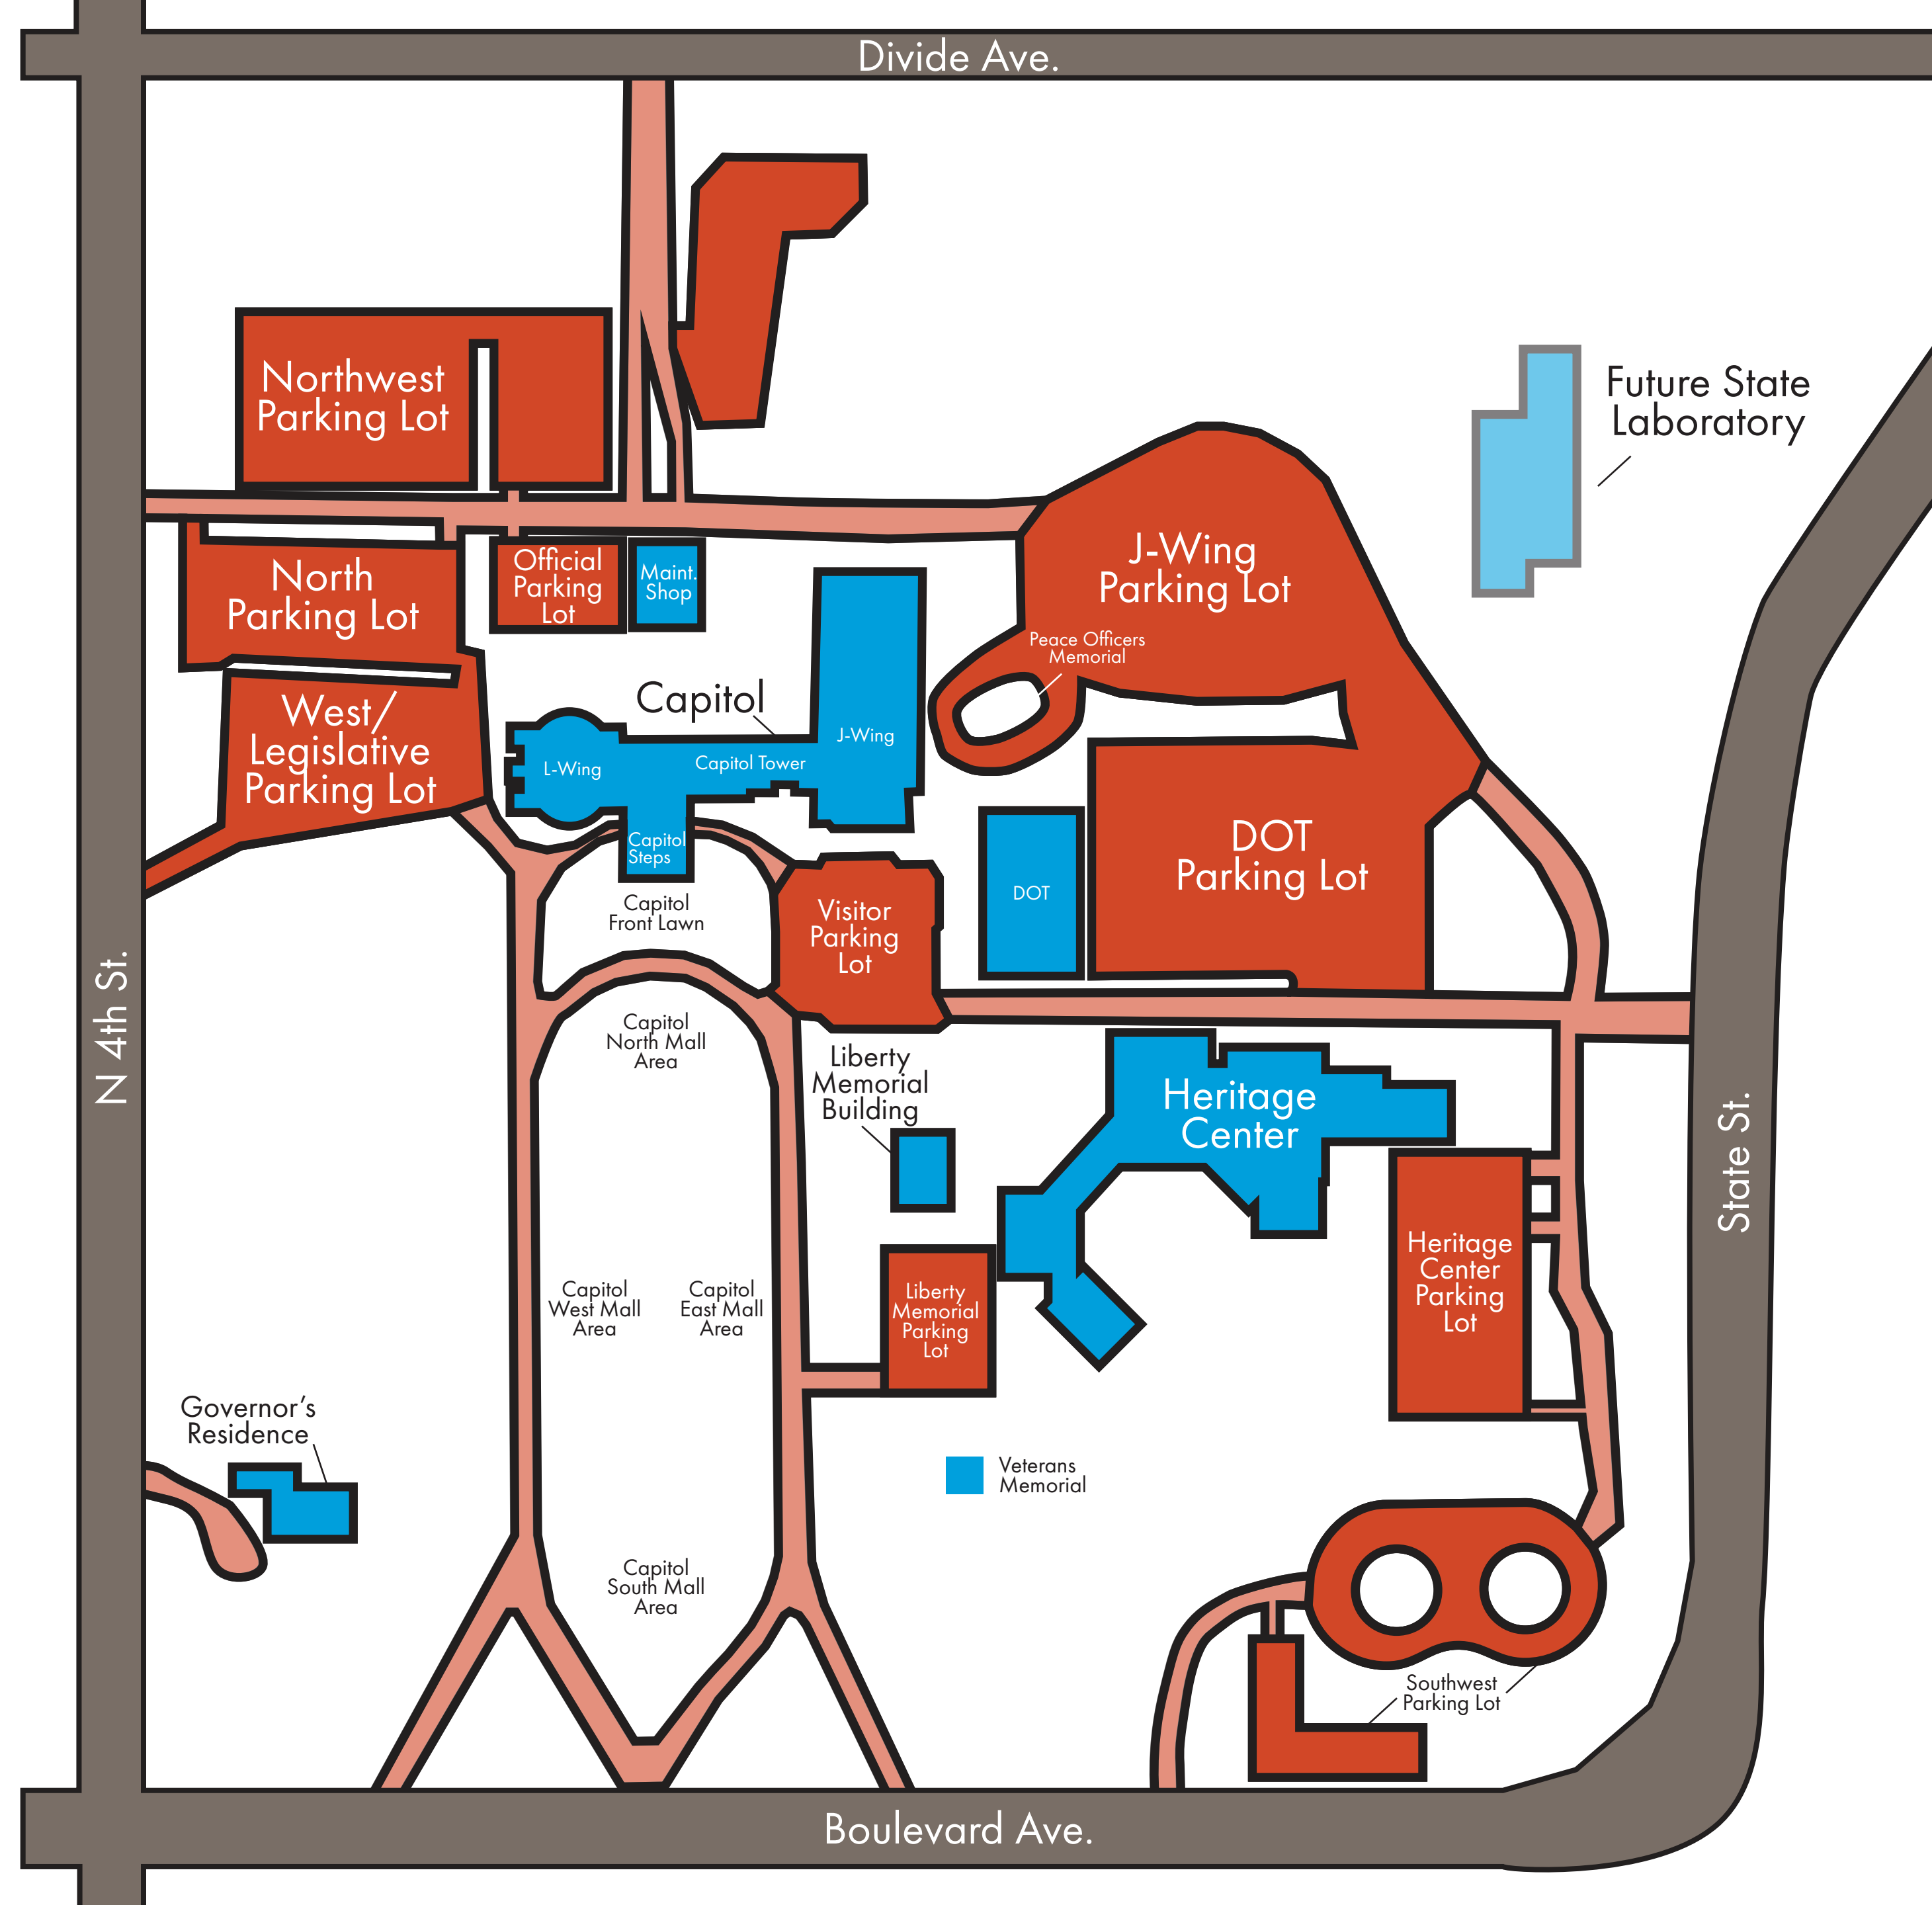 Divide Ave.
Northwest
Parking Lot
Future State
Laboratory
North
Parking Lot
Official
Parking
Lot
Maint.
Shop
J-Wing
Parking Lot
Peace Officers
Memorial
West/
Legislative
Parking Lot
Capitol
J-Wing
L-Wing
Capitol Tower
Capitol
Steps
DOT
Parking Lot
DOT
Capitol
Front Lawn
Visitor
Parking
Lot
N 4th St.
Capitol
North Mall
Area
Liberty
Memorial
Building
Heritage
Center
State St.
Heritage
Center
Parking
Lot
Capitol
West Mall
Area
Capitol
East Mall
Area
Liberty
Memorial
Parking
Lot
Governor's
Residence
Veterans
Memorial
Capitol
South Mall
Area
Southwest
Parking Lot
Boulevard Ave.